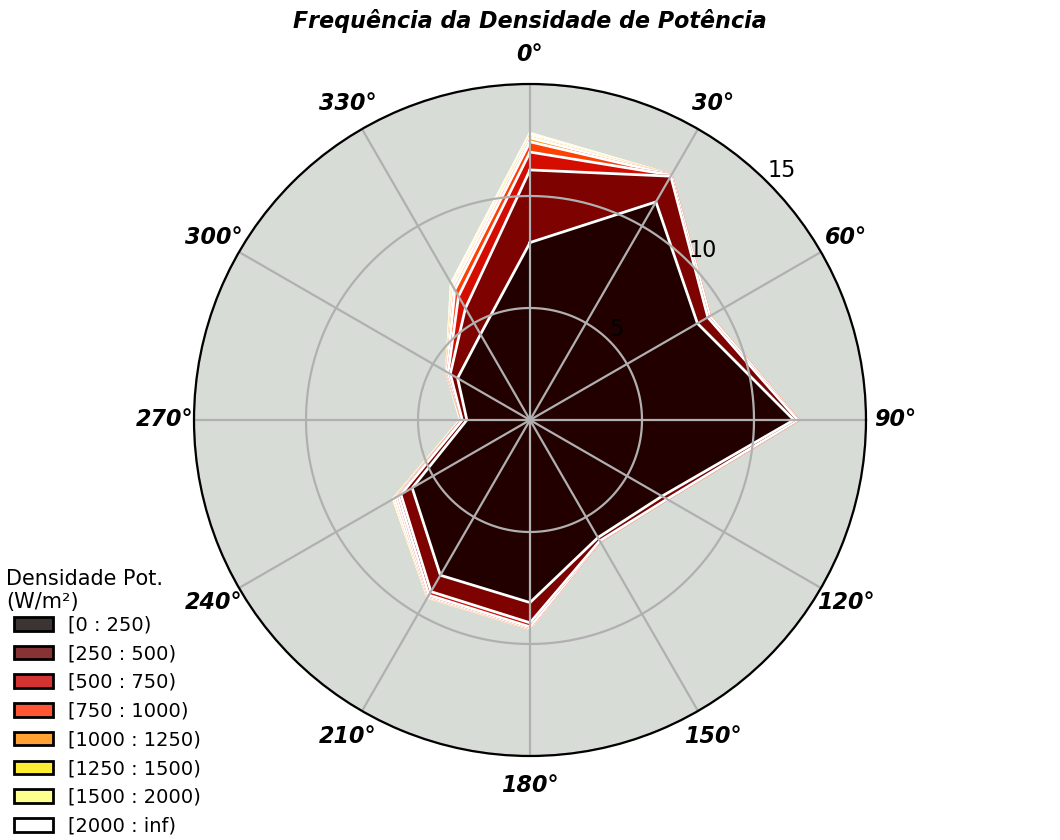 Frequência da Densidade de Potência
0°
330°
30°
15
300°
60°
10
5
270°
90°
Densidade Pot.
(W/m²)
240°
120°
[0 : 250)
[250 : 500)
[500 : 750)
[750 : 1000)
210°
150°
[1000 : 1250)
[1250 : 1500)
180°
[1500 : 2000)
[2000 : inf)